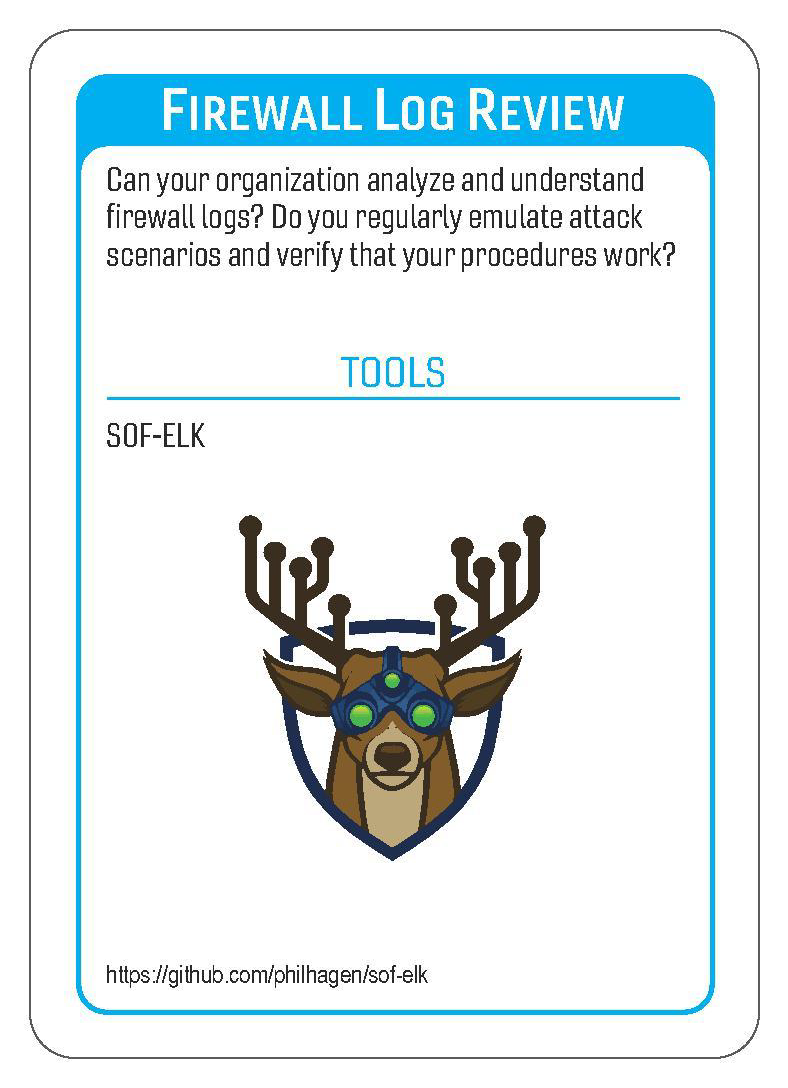 FIREWALL LOG REVIEW
Can your organization analyze and understand
firewall logs? Do you regularly emulate attack
scenarios and verify that your procedures work?
TOOLS
SOF-ELK
https://github.com/philhagen/sof-elk